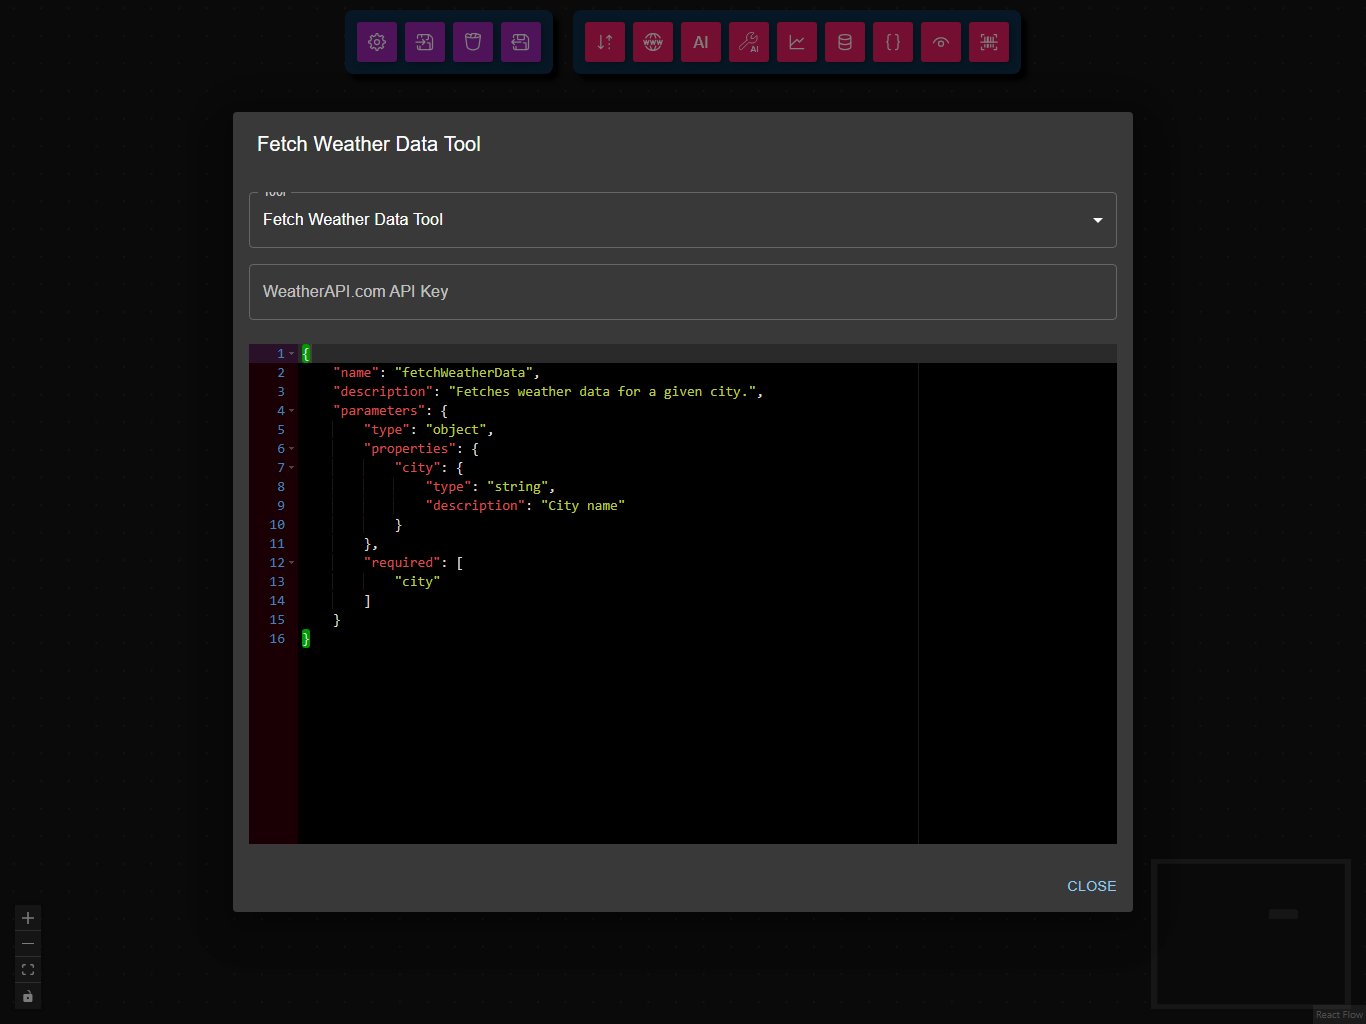 www
AI
AI
Fetch Weather Data Tool
Tool
Fetch Weather Data Tool
WeatherAPI.com API Key
1 {
2 "name": "fetchWeatherData",
3 "description": "Fetches weather data for a given city.",
4 "parameters": {
5 "type": "object",
6 "properties": {
7 "city": {
8 "type": "string",
9 "description": "City name"
10 }
11 },
12 "required": [
13 "city"
14 ]
15 }
16 }
CLOSE
React Flow